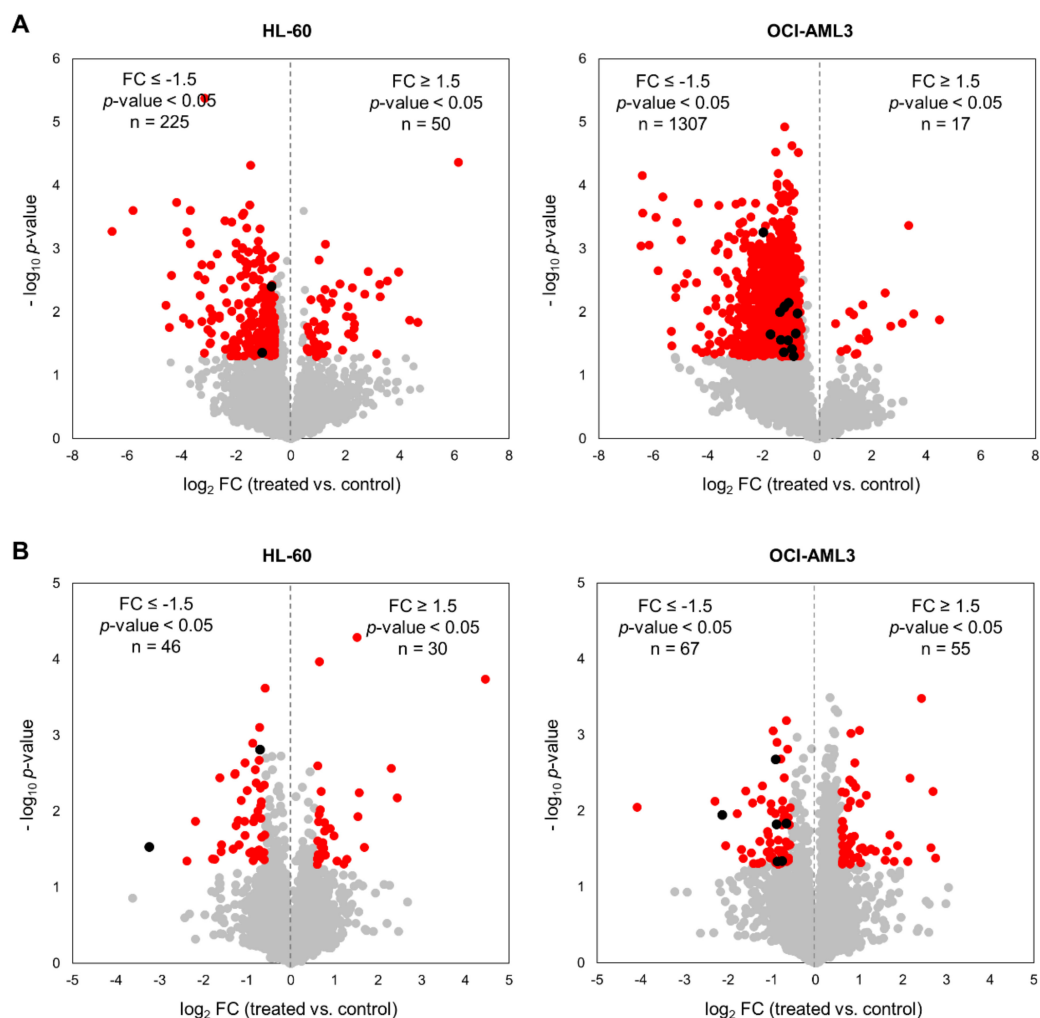 A
HL-60
OCI-AML3
FC ≤ -1.5
p-value < 0.05
n = 225
FC ≥ 1.5
p-value < 0.05
n = 50
FC ≤ -1.5
p-value < 0.05
n = 1307
FC ≥ 1.5
p-value < 0.05
n = 17
- log10 p-value
6
5
4
3
2
1
0
-8 -6 -4 -2 0 2 4 6 8
log2 FC (treated vs. control)
- log10 p-value
6
5
4
3
2
1
0
-8 -6 -4 -2 0 2 4 6 8
log2 FC (treated vs. control)
B
HL-60
OCI-AML3
FC ≤ -1.5
p-value < 0.05
n = 46
FC ≥ 1.5
p-value < 0.05
n = 30
FC ≤ -1.5
p-value < 0.05
n = 67
FC ≥ 1.5
p-value < 0.05
n = 55
- log10 p-value
5
4
3
2
1
0
-5 -4 -3 -2 -1 0 1 2 3 4 5
log2 FC (treated vs. control)
- log10 p-value
5
4
3
2
1
0
-5 -4 -3 -2 -1 0 1 2 3 4 5
log2 FC (treated vs. control)